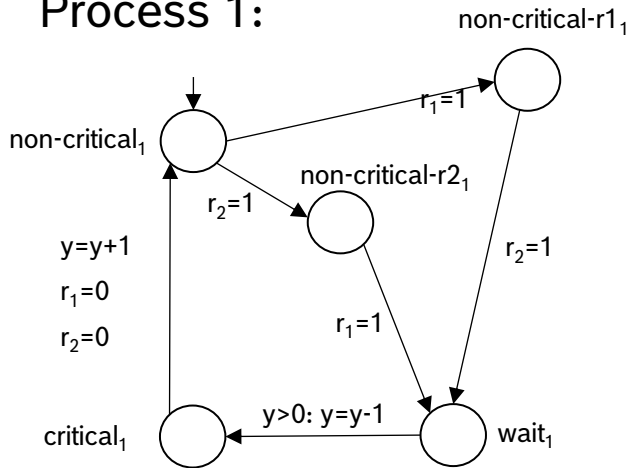 Process 1:
non-critical-r1₁
r₁=1
non-critical₁
non-critical-r2₁
r₂=1
y=y+1
r₂=1
r₁=0
r₁=1
r₂=0
y>0: y=y-1
critical₁
wait₁